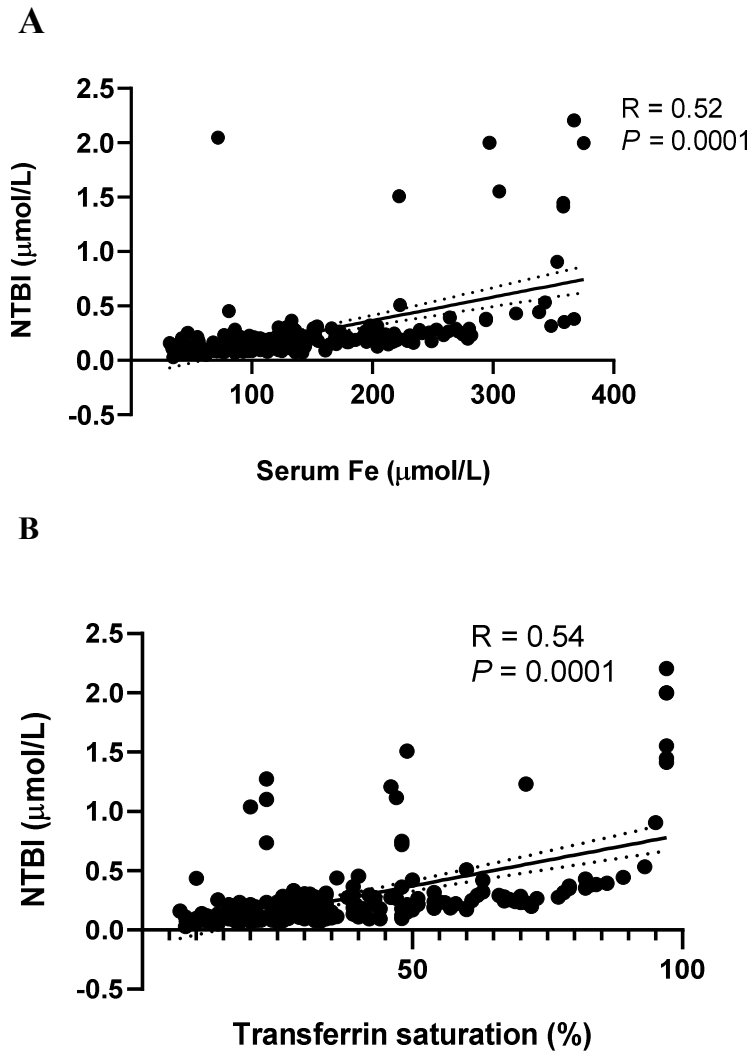 A
2.5
2.0
1.5
1.0
0.5
0.0
-0.5
NTBI (μmol/L)
R = 0.52
P = 0.0001
100 200 300 400
Serum Fe (μmol/L)
B
2.5
2.0
1.5
1.0
0.5
0.0
-0.5
NTBI (μmol/L)
R = 0.54
P = 0.0001
50 100
Transferrin saturation (%)